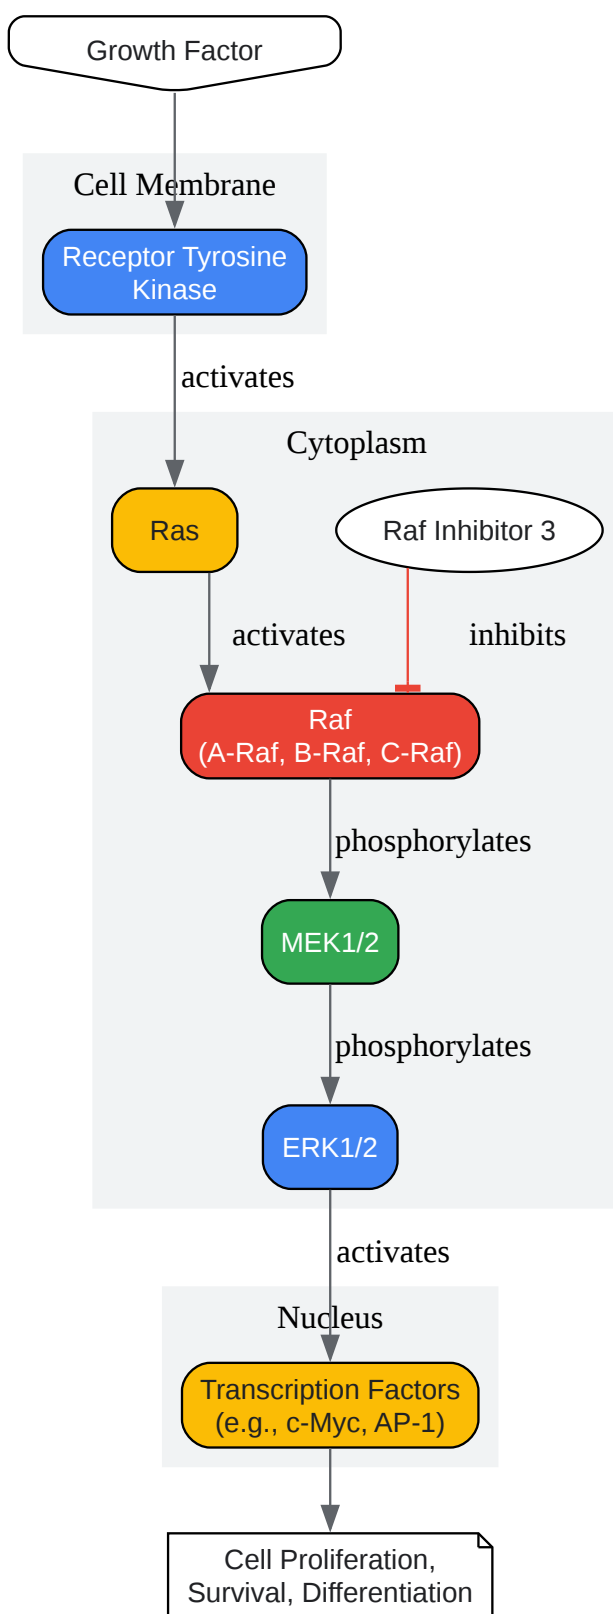 Growth Factor
Cell Membrane
Receptor Tyrosine
Kinase
activates
Cytoplasm
Ras
Raf Inhibitor 3
activates
inhibits
Raf
(A-Raf, B-Raf, C-Raf)
phosphorylates
MEK1/2
phosphorylates
ERK1/2
activates
Nucleus
Transcription Factors
(e.g., c-Myc, AP-1)
Cell Proliferation,
Survival, Differentiation